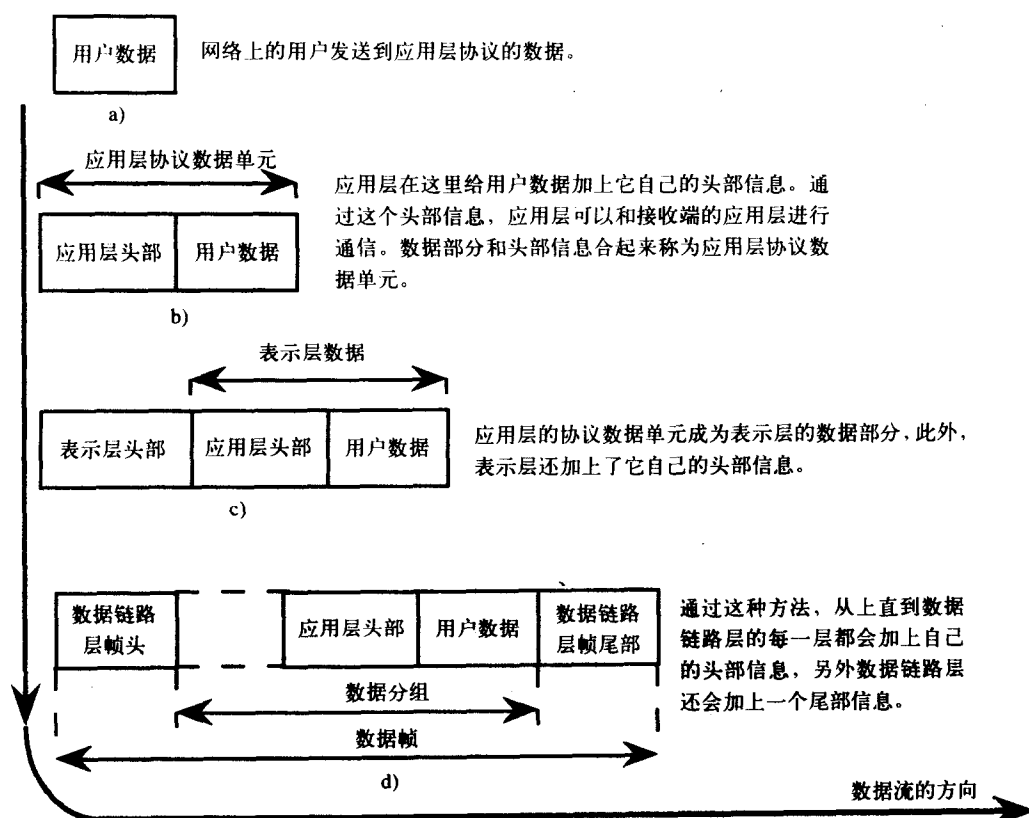 用户数据
网络上的用户发送到应用层协议的数据。
a)
应用层协议数据单元
应用层头部
用户数据
应用层在这里给用户数据加上它自己的头部信息。通
过这个头部信息，应用层可以和接收端的应用层进行
通信。数据部分和头部信息合起来称为应用层协议数
据单元。
b)
表示层数据
表示层头部
应用层头部
用户数据
应用层的协议数据单元成为表示层的数据部分，此外，
表示层还加上了它自己的头部信息。
c)
数据链路
层帧头
应用层头部
用户数据
数据链路
层帧尾部
通过这种方法，从上直到数据
链路层的每一层都会加上自己
的头部信息，另外数据链路层
还会加上一个尾部信息。
数据分组
数据帧
d)
数据流的方向